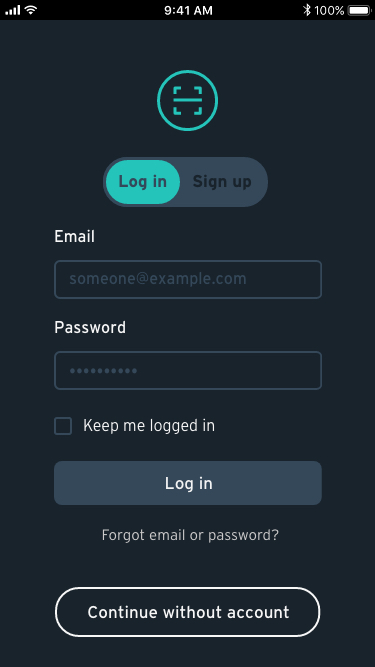 9:41 AM 100%
Log in Sign up
Email
someone@example.com
Password
••••••••••
Keep me logged in
Log in
Forgot email or password?
Continue without account